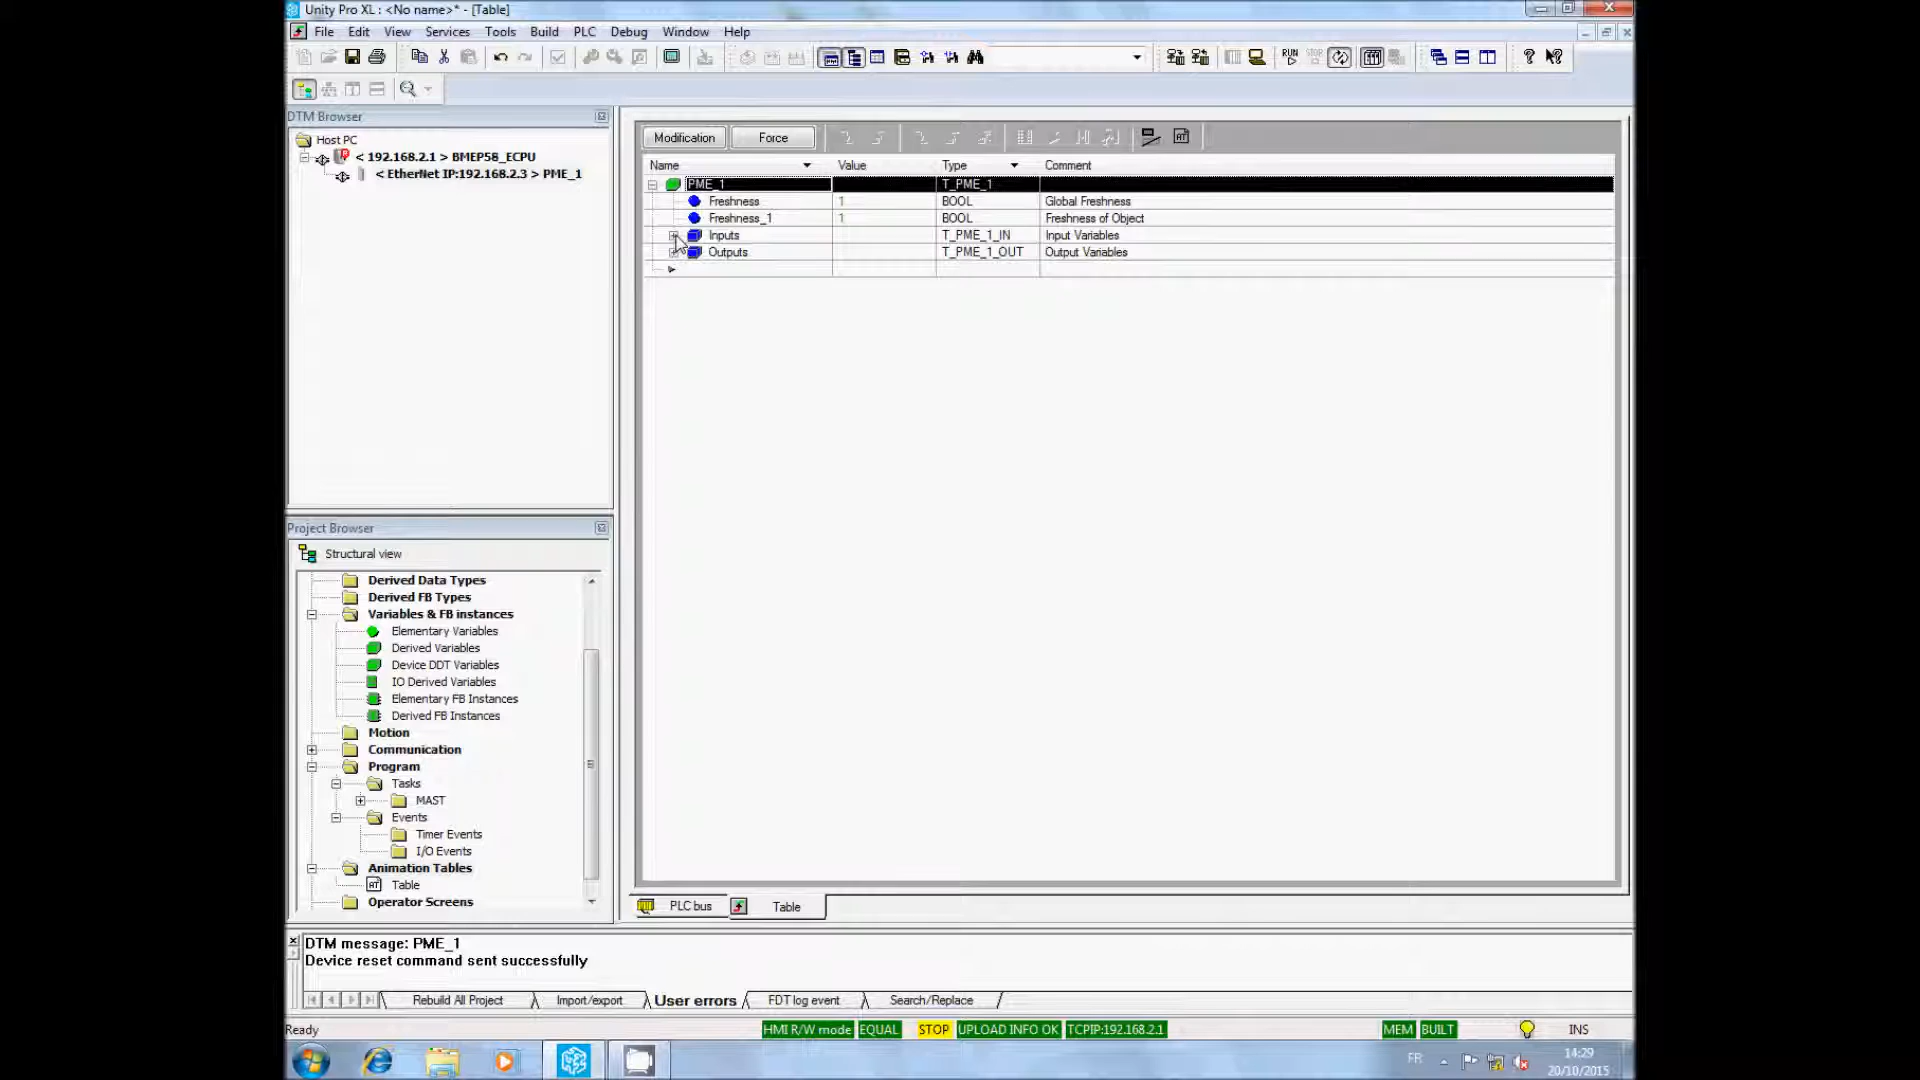 Unity Pro XL : <No name>* - [Table]
File Edit View Services Tools Build PLC Debug Window Help
RUN STOP
DTM Browser
Host PC
< 192.168.2.1 > BMEP58_ECPU
< EtherNet IP:192.168.2.3 > PME_1
Modification Force
Name Value Type Comment
PME_1 T_PME_1
Freshness 1 BOOL Global Freshness
Freshness_1 1 BOOL Freshness of Object
Inputs T_PME_1_IN Input Variables
Outputs T_PME_1_OUT Output Variables
Project Browser
Structural view
Derived Data Types
Derived FB Types
Variables & FB instances
Elementary Variables
Derived Variables
Device DDT Variables
IO Derived Variables
Elementary FB Instances
Derived FB Instances
Motion
Communication
Program
Tasks
MAST
Events
Timer Events
I/O Events
Animation Tables
Table
Operator Screens
PLC bus Table
DTM message: PME_1
Device reset command sent successfully
Rebuild All Project Import/export User errors FDT log event Search/Replace
Ready HMI R/W mode EQUAL STOP UPLOAD INFO OK TCPIP:192.168.2.1 MEM BUILT INS
FR 14:29
20/10/2015